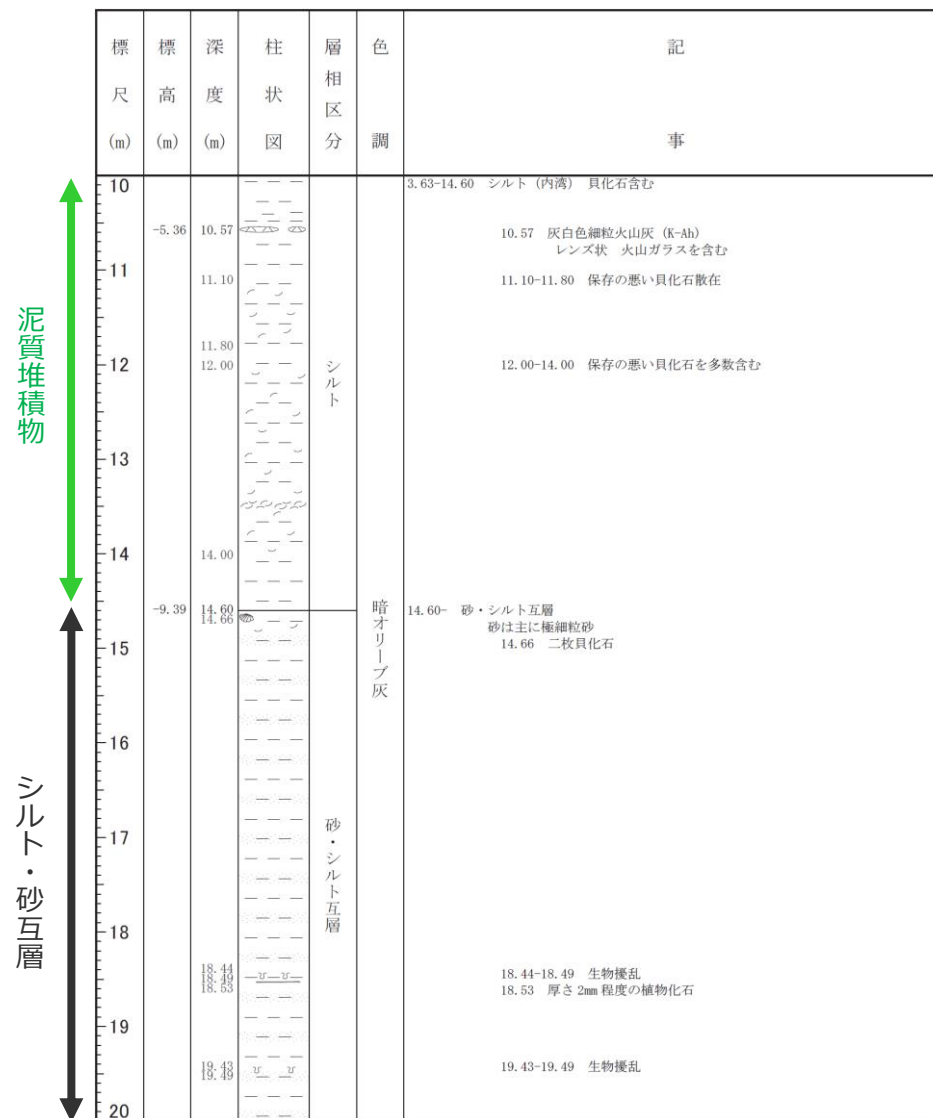 標尺(m)
標高(m)
深度(m)
柱状図
層相区分
色調
記事
泥質堆積物
シルト・砂互層
10
11
12
13
14
15
16
17
18
19
20
-5.36
-9.39
10.57
11.10
11.80
12.00
14.00
14.60
14.66
18.44
18.49
18.53
19.43
19.49
シルト
砂・シルト互層
暗オリーブ灰
3.63-14.60 シルト (内湾) 貝化石含む
10.57 灰白色細粒火山灰 (K-Ah)
レンズ状 火山ガラスを含む
11.10-11.80 保存の悪い貝化石散在
12.00-14.00 保存の悪い貝化石を多数含む
14.60- 砂・シルト互層
砂は主に極細粒砂
14.66 二枚貝化石
18.44-18.49 生物擾乱
18.53 厚さ2mm程度の植物化石
19.43-19.49 生物擾乱